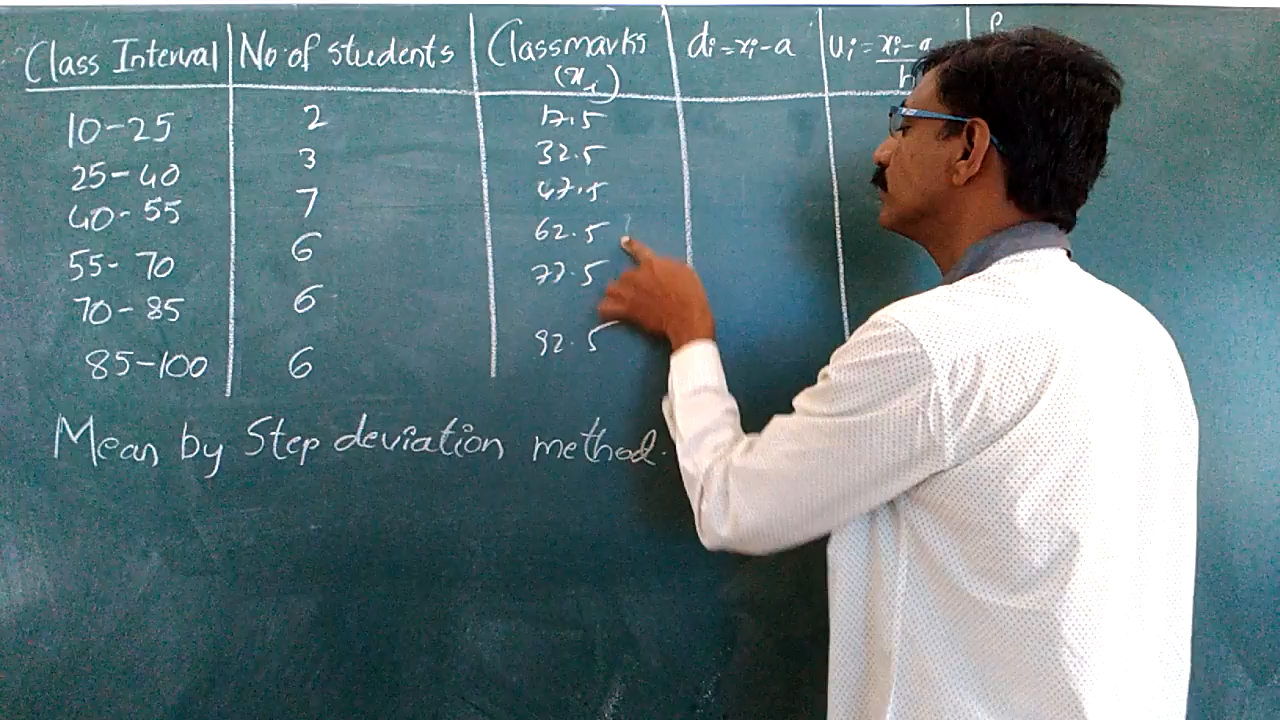 Class Interval No of students Classmarks (xi) di = xi - a ui = xi - a / h f
10-25 2 17.5
25-40 3 32.5
40-55 7 47.5
55-70 6 62.5
70-85 6 77.5
85-100 6 92.5
Mean by Step deviation method.